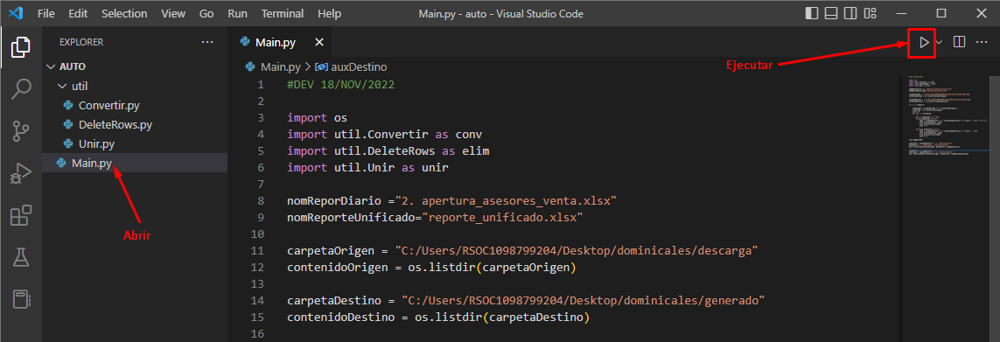 File Edit Selection View Go Run Terminal Help Main.py - auto - Visual Studio Code
EXPLORER
AUTO
util
Convertir.py
DeleteRows.py
Unir.py
Main.py
Abrir
Main.py
Ejecutar
Main.py > auxDestino
1 #DEV 18/NOV/2022
2
3 import os
4 import util.Convertir as conv
5 import util.DeleteRows as elim
6 import util.Unir as unir
7
8 nomReporDiario ="2. apertura_asesores_venta.xlsx"
9 nomReporteUnificado="reporte_unificado.xlsx"
10
11 carpetaOrigen = "C:/Users/RSOC1098799204/Desktop/dominicales/descarga"
12 contenidoOrigen = os.listdir(carpetaOrigen)
13
14 carpetaDestino = "C:/Users/RSOC1098799204/Desktop/dominicales/generado"
15 contenidoDestino = os.listdir(carpetaDestino)
16